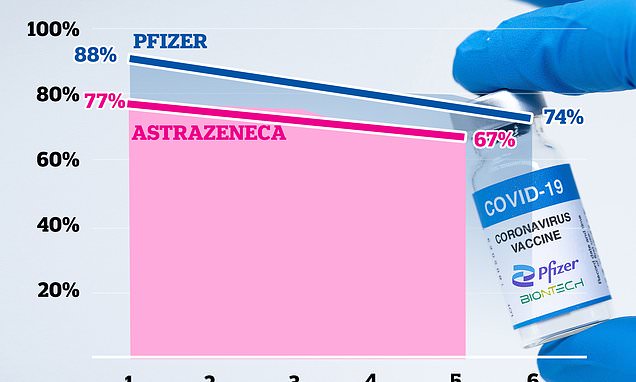 100%
PFIZER
88%
80%
77%
74%
ASTRAZENECA
67%
60%
40%
20%
1 2 3 4 5 6
COVID-19
CORONAVIRUS
VACCINE
Pfizer
BIONTECH